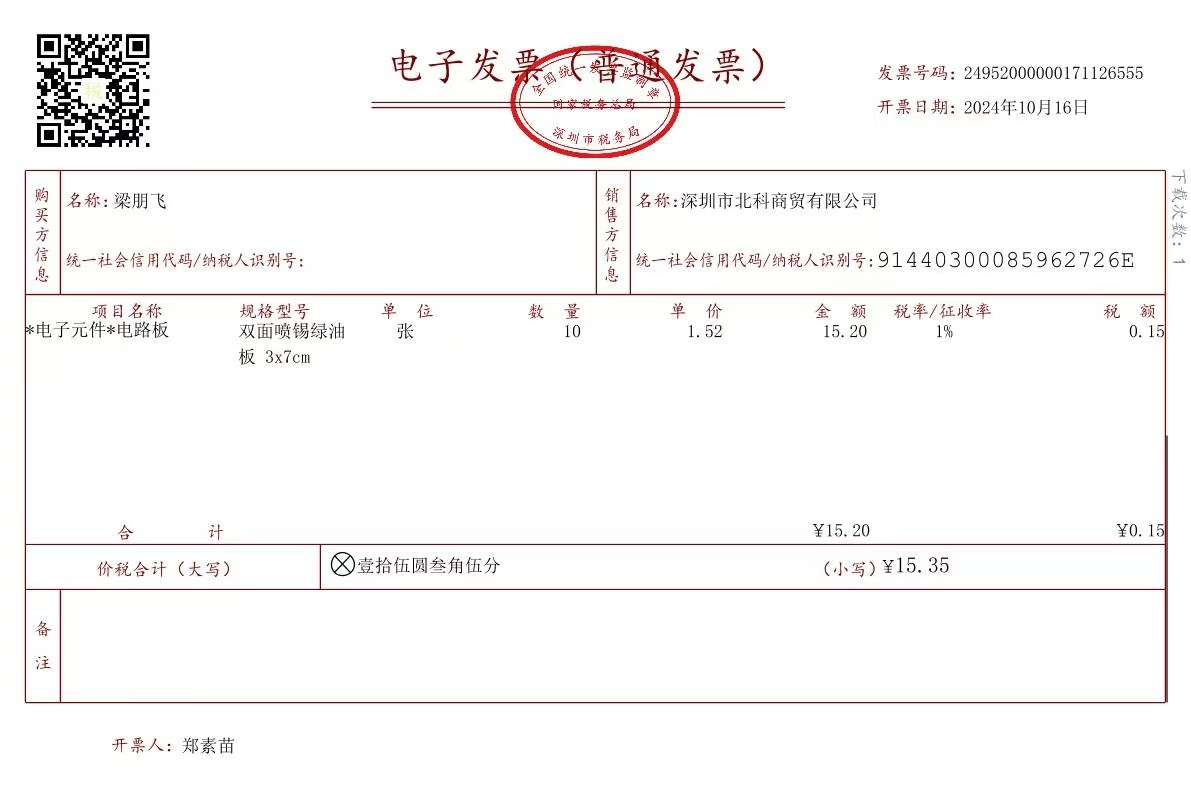 电子发票（普通发票）
全国统一发票监制章
国家税务总局
深圳市税务局
发票号码：24952000000171126555
开票日期：2024年10月16日
购买方信息
名称：梁朋飞
统一社会信用代码/纳税人识别号：
销售方信息
名称：深圳市北科商贸有限公司
统一社会信用代码/纳税人识别号：91440300085962726E
下载次数：1
项目名称 规格型号 单位 数量 单价 金额 税率/征收率 税额
*电子元件*电路板 双面喷锡绿油 张 10 1.52 15.20 1% 0.15
板 3x7cm
合计 ¥15.20 ¥0.15
价税合计（大写） 壹拾伍圆叁角伍分 （小写）¥15.35
备注
开票人：郑素苗
税